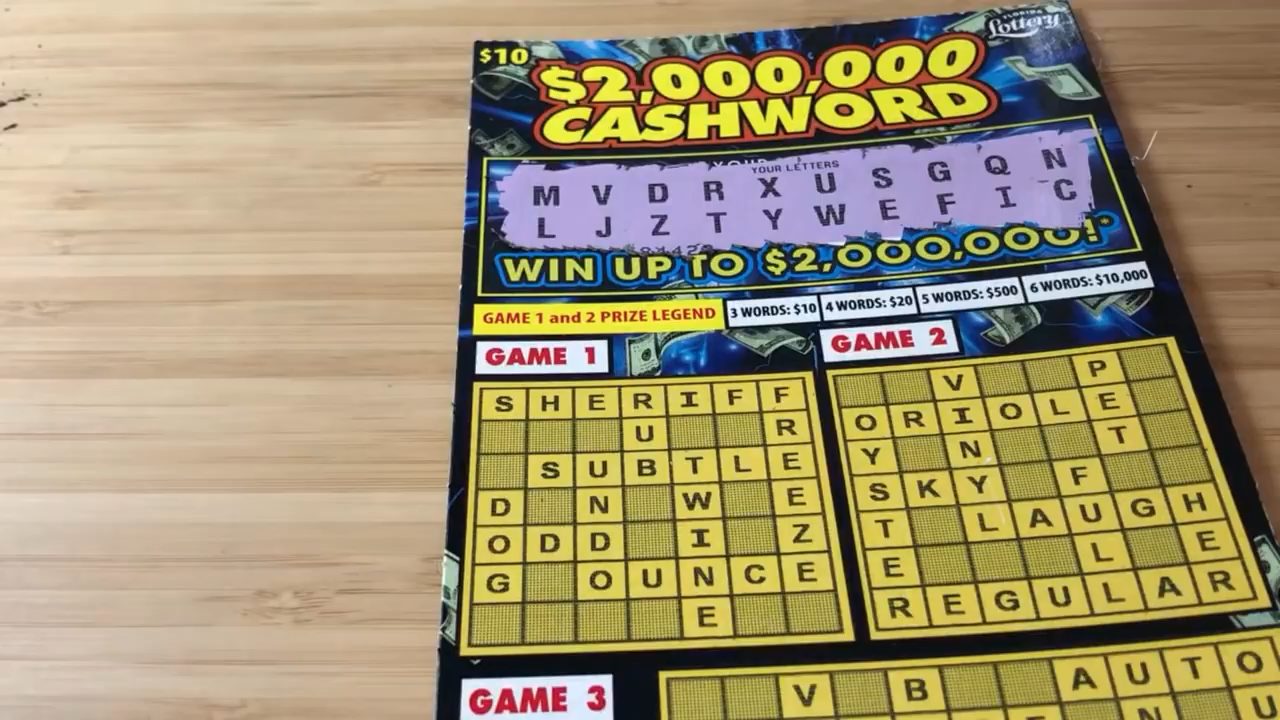 FLORIDA
Lottery
$10
$2,000,000
CASHWORD
YOUR LETTERS
M V D R X U S G Q N
L J Z T Y W E F I C
WIN UP TO $2,000,000!*
GAME 1 and 2 PRIZE LEGEND 3 WORDS: $10 4 WORDS: $20 5 WORDS: $500 6 WORDS: $10,000
GAME 1
S H E R I F F
U R
S U B T L E
D N W E
O D D I Z
G O U N C E
E
GAME 2
V P
O R I O L E
Y N T
S K Y F
T L A U G H
E L E
R E G U L A R
GAME 3
V B A U T O